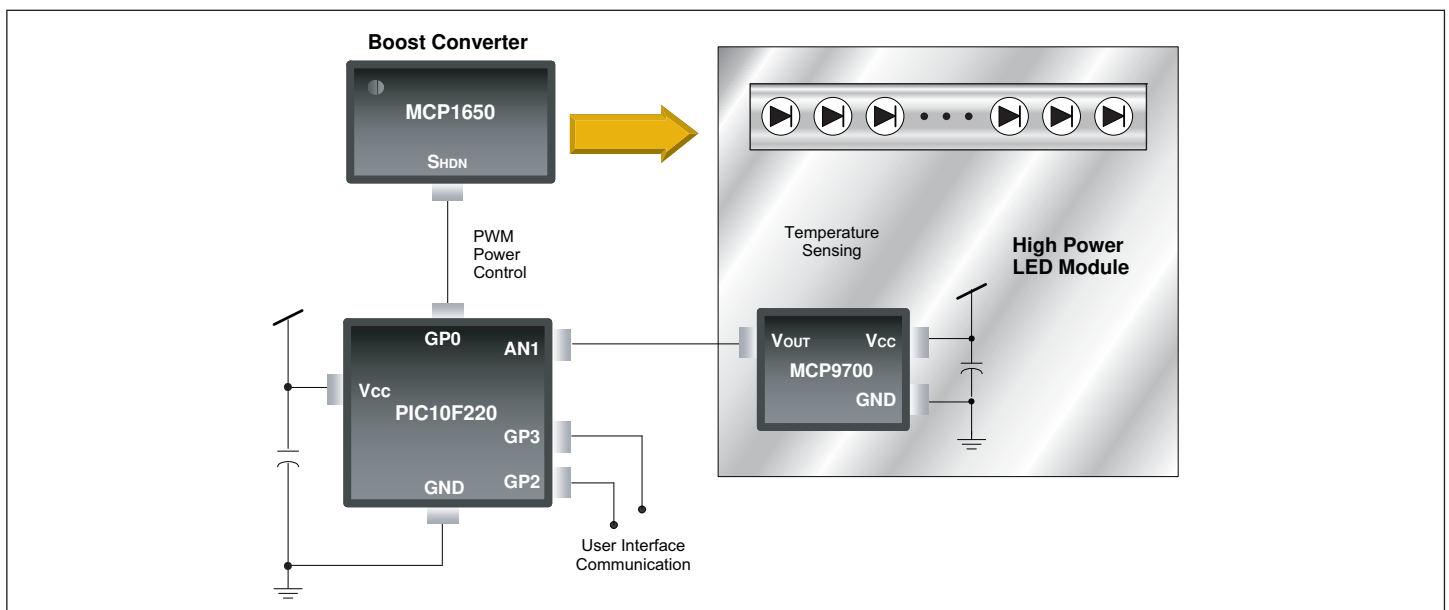 Boost Converter
MCP1650
SHDN
PWM
Power
Control
GP0
AN1
Vcc
PIC10F220
GP3
GP2
GND
User Interface
Communication
Temperature
Sensing
High Power
LED Module
VOUT
Vcc
MCP9700
GND